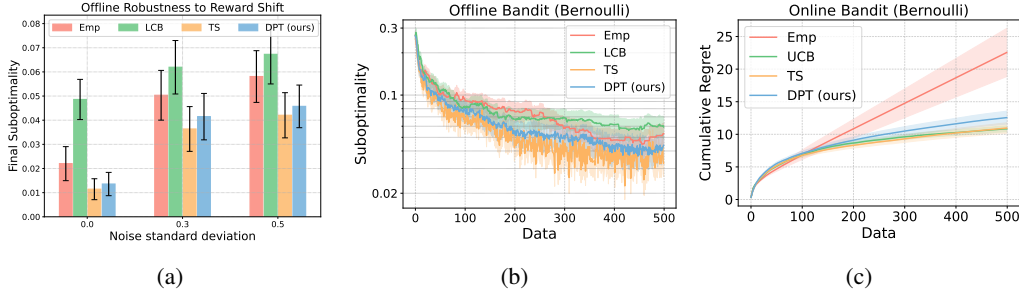 Offline Robustness to Reward Shift
Emp LCB TS DPT (ours)
0.08
0.07
0.06
0.05
0.04
0.03
0.02
0.01
0.00
Final Suboptimality
0.0 0.3 0.5
Noise standard deviation
(a)
Offline Bandit (Bernoulli)
Emp
LCB
TS
DPT (ours)
0.3
0.1
0.02
Suboptimality
0 100 200 300 400 500
Data
(b)
Online Bandit (Bernoulli)
Emp
UCB
TS
DPT (ours)
25
20
15
10
5
0
Cumulative Regret
0 100 200 300 400 500
Data
(c)